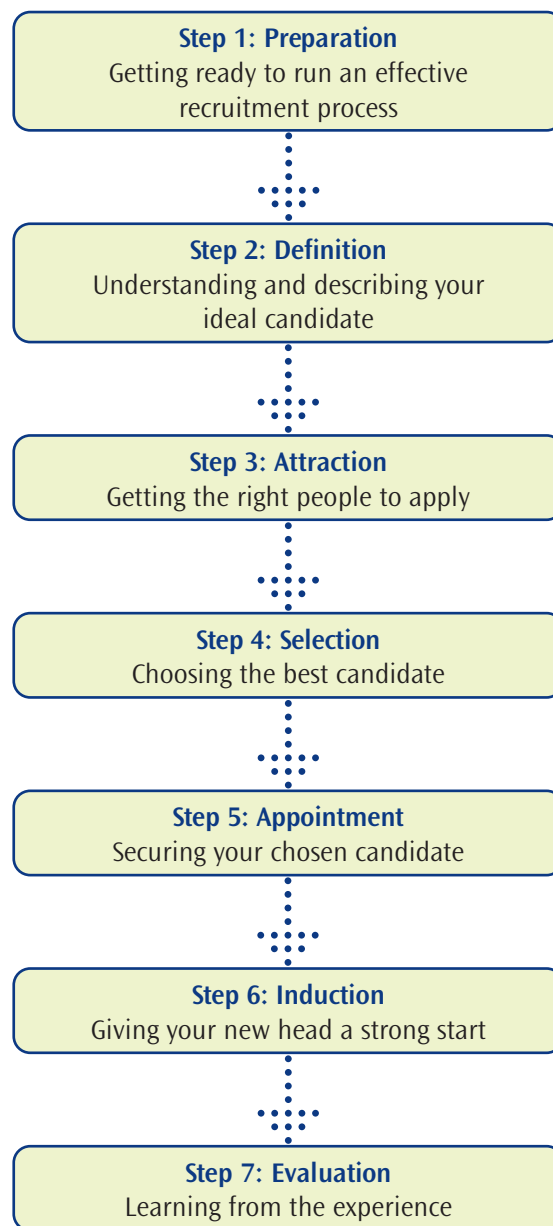 Step 1: Preparation
Getting ready to run an effective
recruitment process
Step 2: Definition
Understanding and describing your
ideal candidate
Step 3: Attraction
Getting the right people to apply
Step 4: Selection
Choosing the best candidate
Step 5: Appointment
Securing your chosen candidate
Step 6: Induction
Giving your new head a strong start
Step 7: Evaluation
Learning from the experience